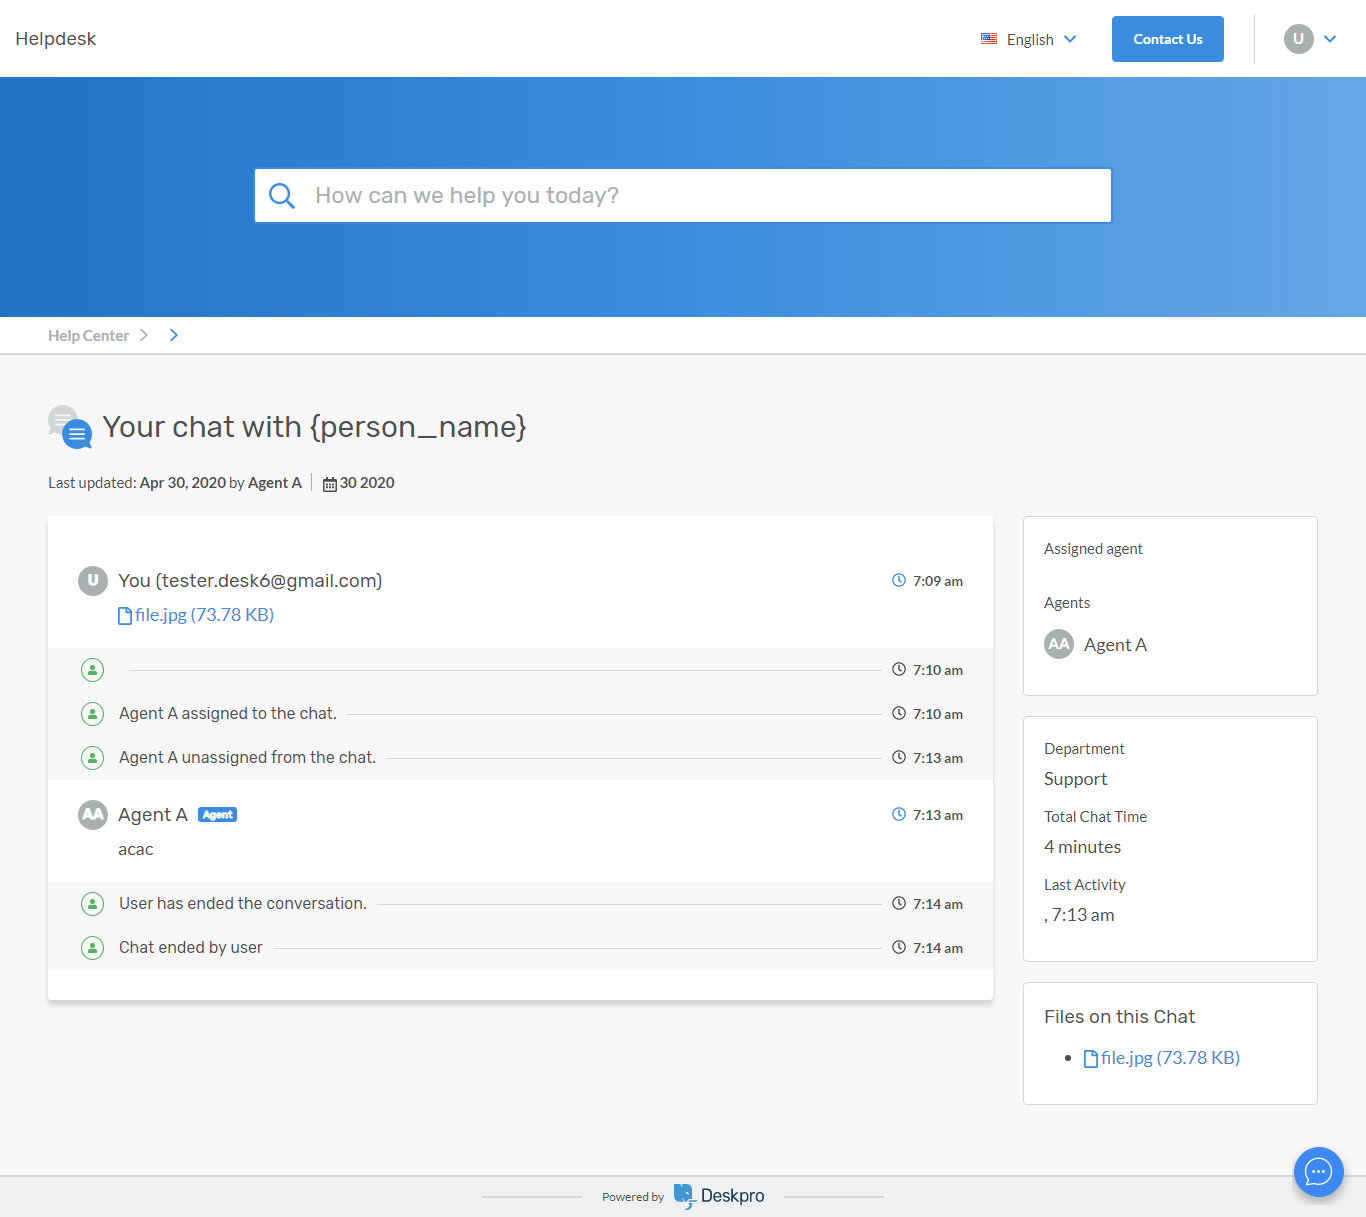 Helpdesk
English
Contact Us
U
How can we help you today?
Help Center
Your chat with {person_name}
Last updated: Apr 30, 2020 by Agent A
30 2020
U
You (tester.desk6@gmail.com)
7:09 am
file.jpg (73.78 KB)
7:10 am
Agent A assigned to the chat.
7:10 am
Agent A unassigned from the chat.
7:13 am
AA
Agent A
Agent
7:13 am
acac
User has ended the conversation.
7:14 am
Chat ended by user
7:14 am
Assigned agent
Agents
AA
Agent A
Department
Support
Total Chat Time
4 minutes
Last Activity
, 7:13 am
Files on this Chat
file.jpg (73.78 KB)
Powered by
Deskpro